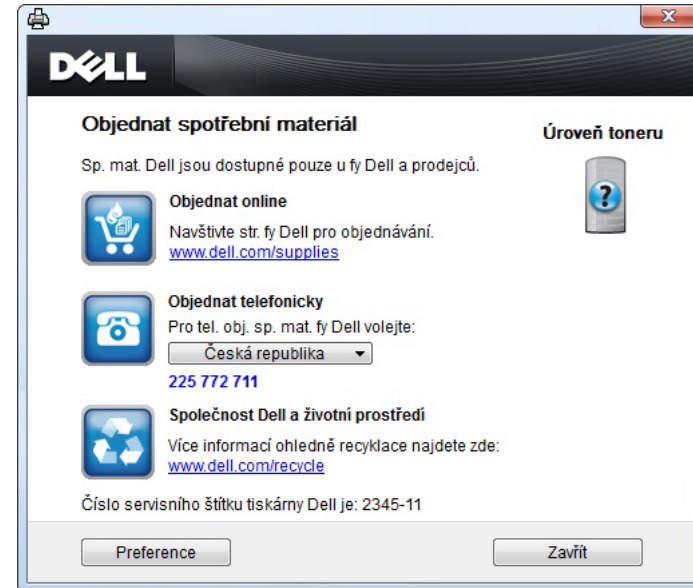 DELL
Objednat spotřební materiál
Úroveň toneru
Sp. mat. Dell jsou dostupné pouze u fy Dell a prodejců.
?
Objednat online
Navštivte str. fy Dell pro objednávání.
www.dell.com/supplies
Objednat telefonicky
Pro tel. obj. sp. mat. fy Dell volejte:
Česká republika
225 772 711
Společnost Dell a životní prostředí
Více informací ohledně recyklace najdete zde:
www.dell.com/recycle
Číslo servisního štítku tiskárny Dell je: 2345-11
Preference
Zavřít